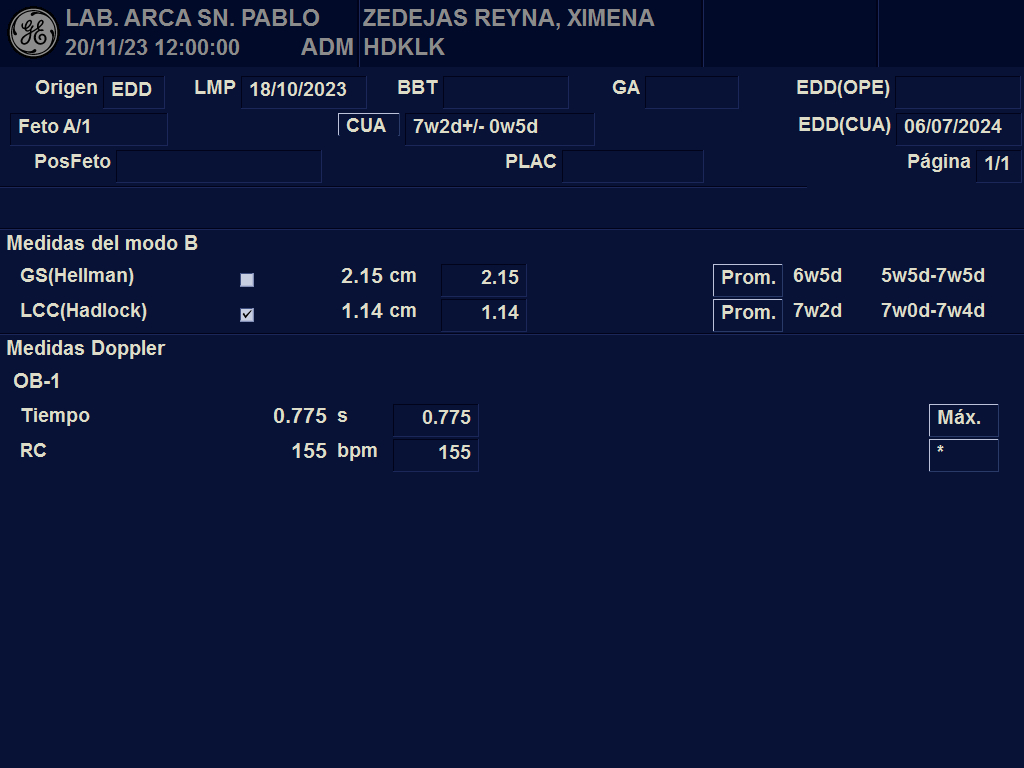 LAB. ARCA SN. PABLO ZEDEJAS REYNA, XIMENA
20/11/23 12:00:00 ADM HDKLK
Origen EDD LMP 18/10/2023 BBT GA EDD(OPE)
Feto A/1 CUA 7w2d+/- 0w5d EDD(CUA) 06/07/2024
PosFeto PLAC Página 1/1
Medidas del modo B
GS(Hellman) 2.15 cm 2.15 Prom. 6w5d 5w5d-7w5d
LCC(Hadlock) 1.14 cm 1.14 Prom. 7w2d 7w0d-7w4d
Medidas Doppler
OB-1
Tiempo 0.775 s 0.775 Máx.
RC 155 bpm 155 *